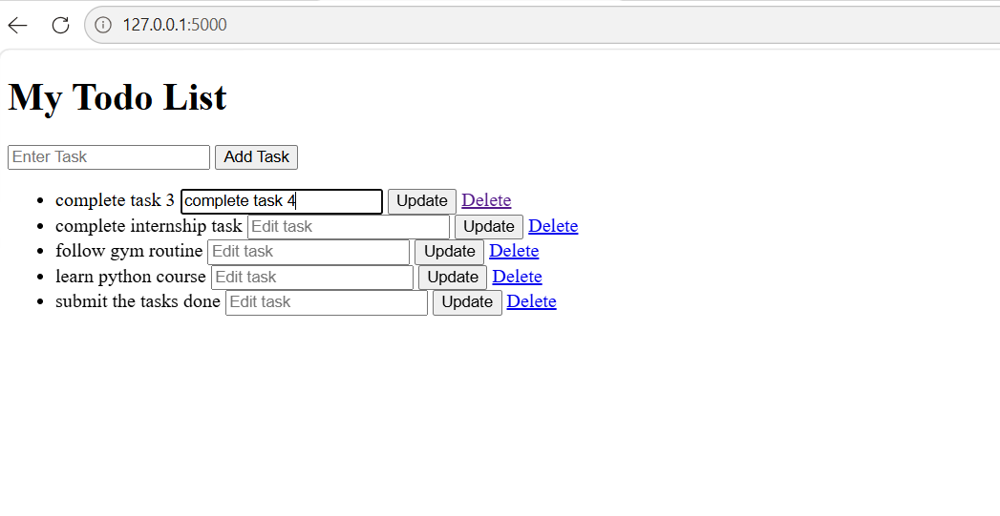 127.0.0.1:5000
My Todo List
Enter Task Add Task
complete task 3 complete task 4 Update Delete
complete internship task Edit task Update Delete
follow gym routine Edit task Update Delete
learn python course Edit task Update Delete
submit the tasks done Edit task Update Delete